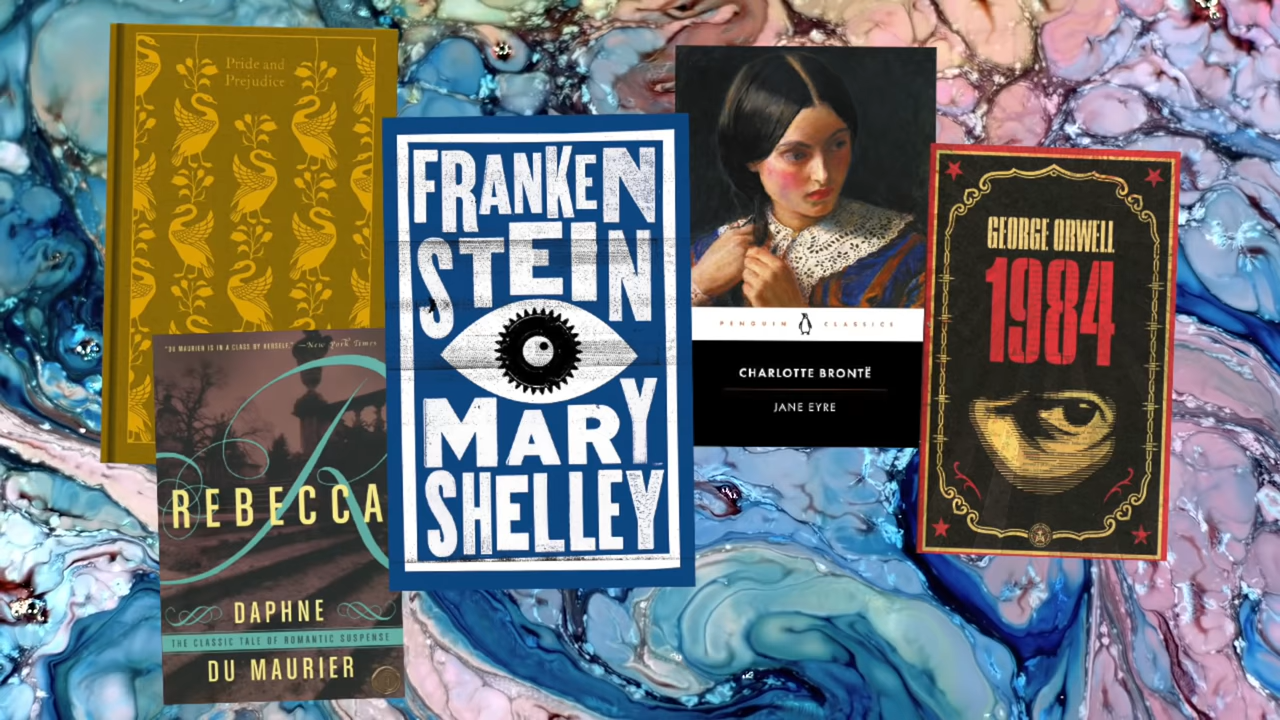 Pride and
Prejudice
"DU MAURIER IS IN A CLASS BY HERSELF." —New York Times
R
REBECCA
DAPHNE
THE CLASSIC TALE OF ROMANTIC SUSPENSE
DU MAURIER
FRANKEN
STEIN
MARY
SHELLEY
PENGUIN CLASSICS
CHARLOTTE BRONTË
JANE EYRE
GEORGE ORWELL
1984